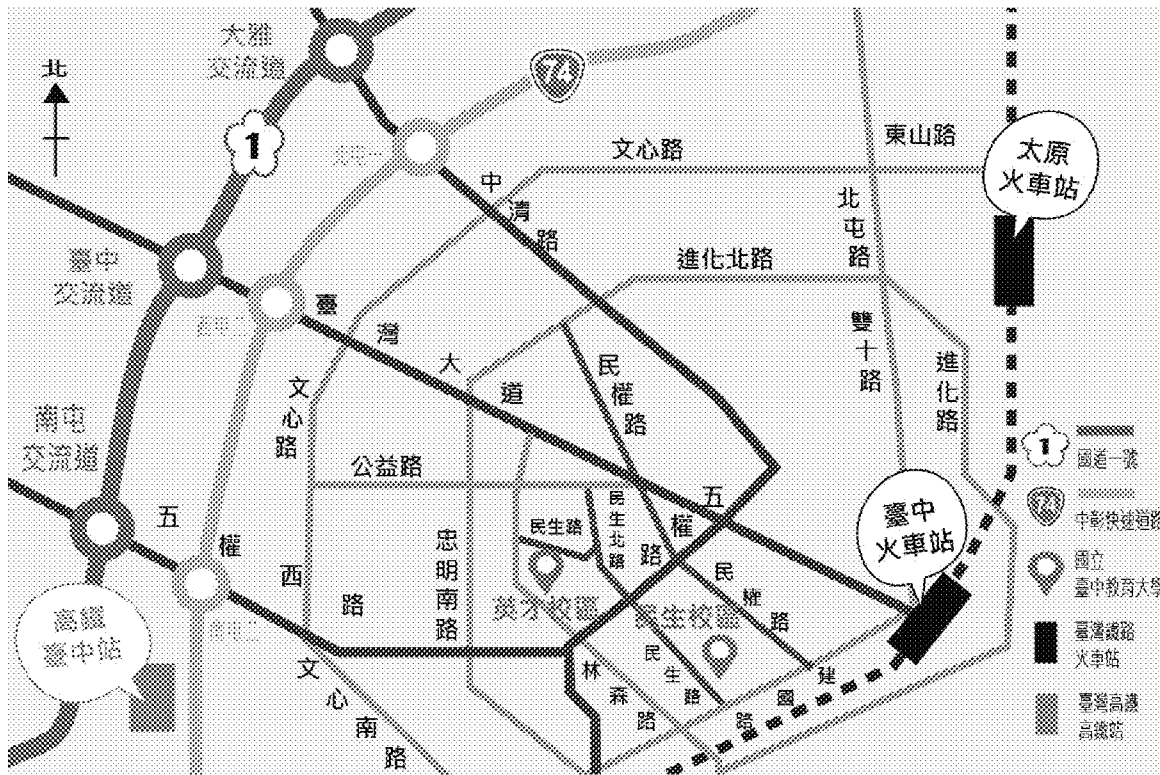 大雅
交流道
北
74
1
文心路
東山路
太原
火車站
中清路
北屯路
進化北路
臺中
交流道
臺灣大道
雙十路
民權路
進化路
文心路
南屯
交流道
公益路
1
國道一號
五權西路
民生路
民生北路
五權路
臺中
火車站
74
中彰快速道路
忠明南路
英才校區
民生校區
民權路
國立
臺中教育大學
高鐵
臺中站
文心南路
林森路
民生路
建國路
臺灣鐵路
火車站
臺灣高鐵
高鐵站